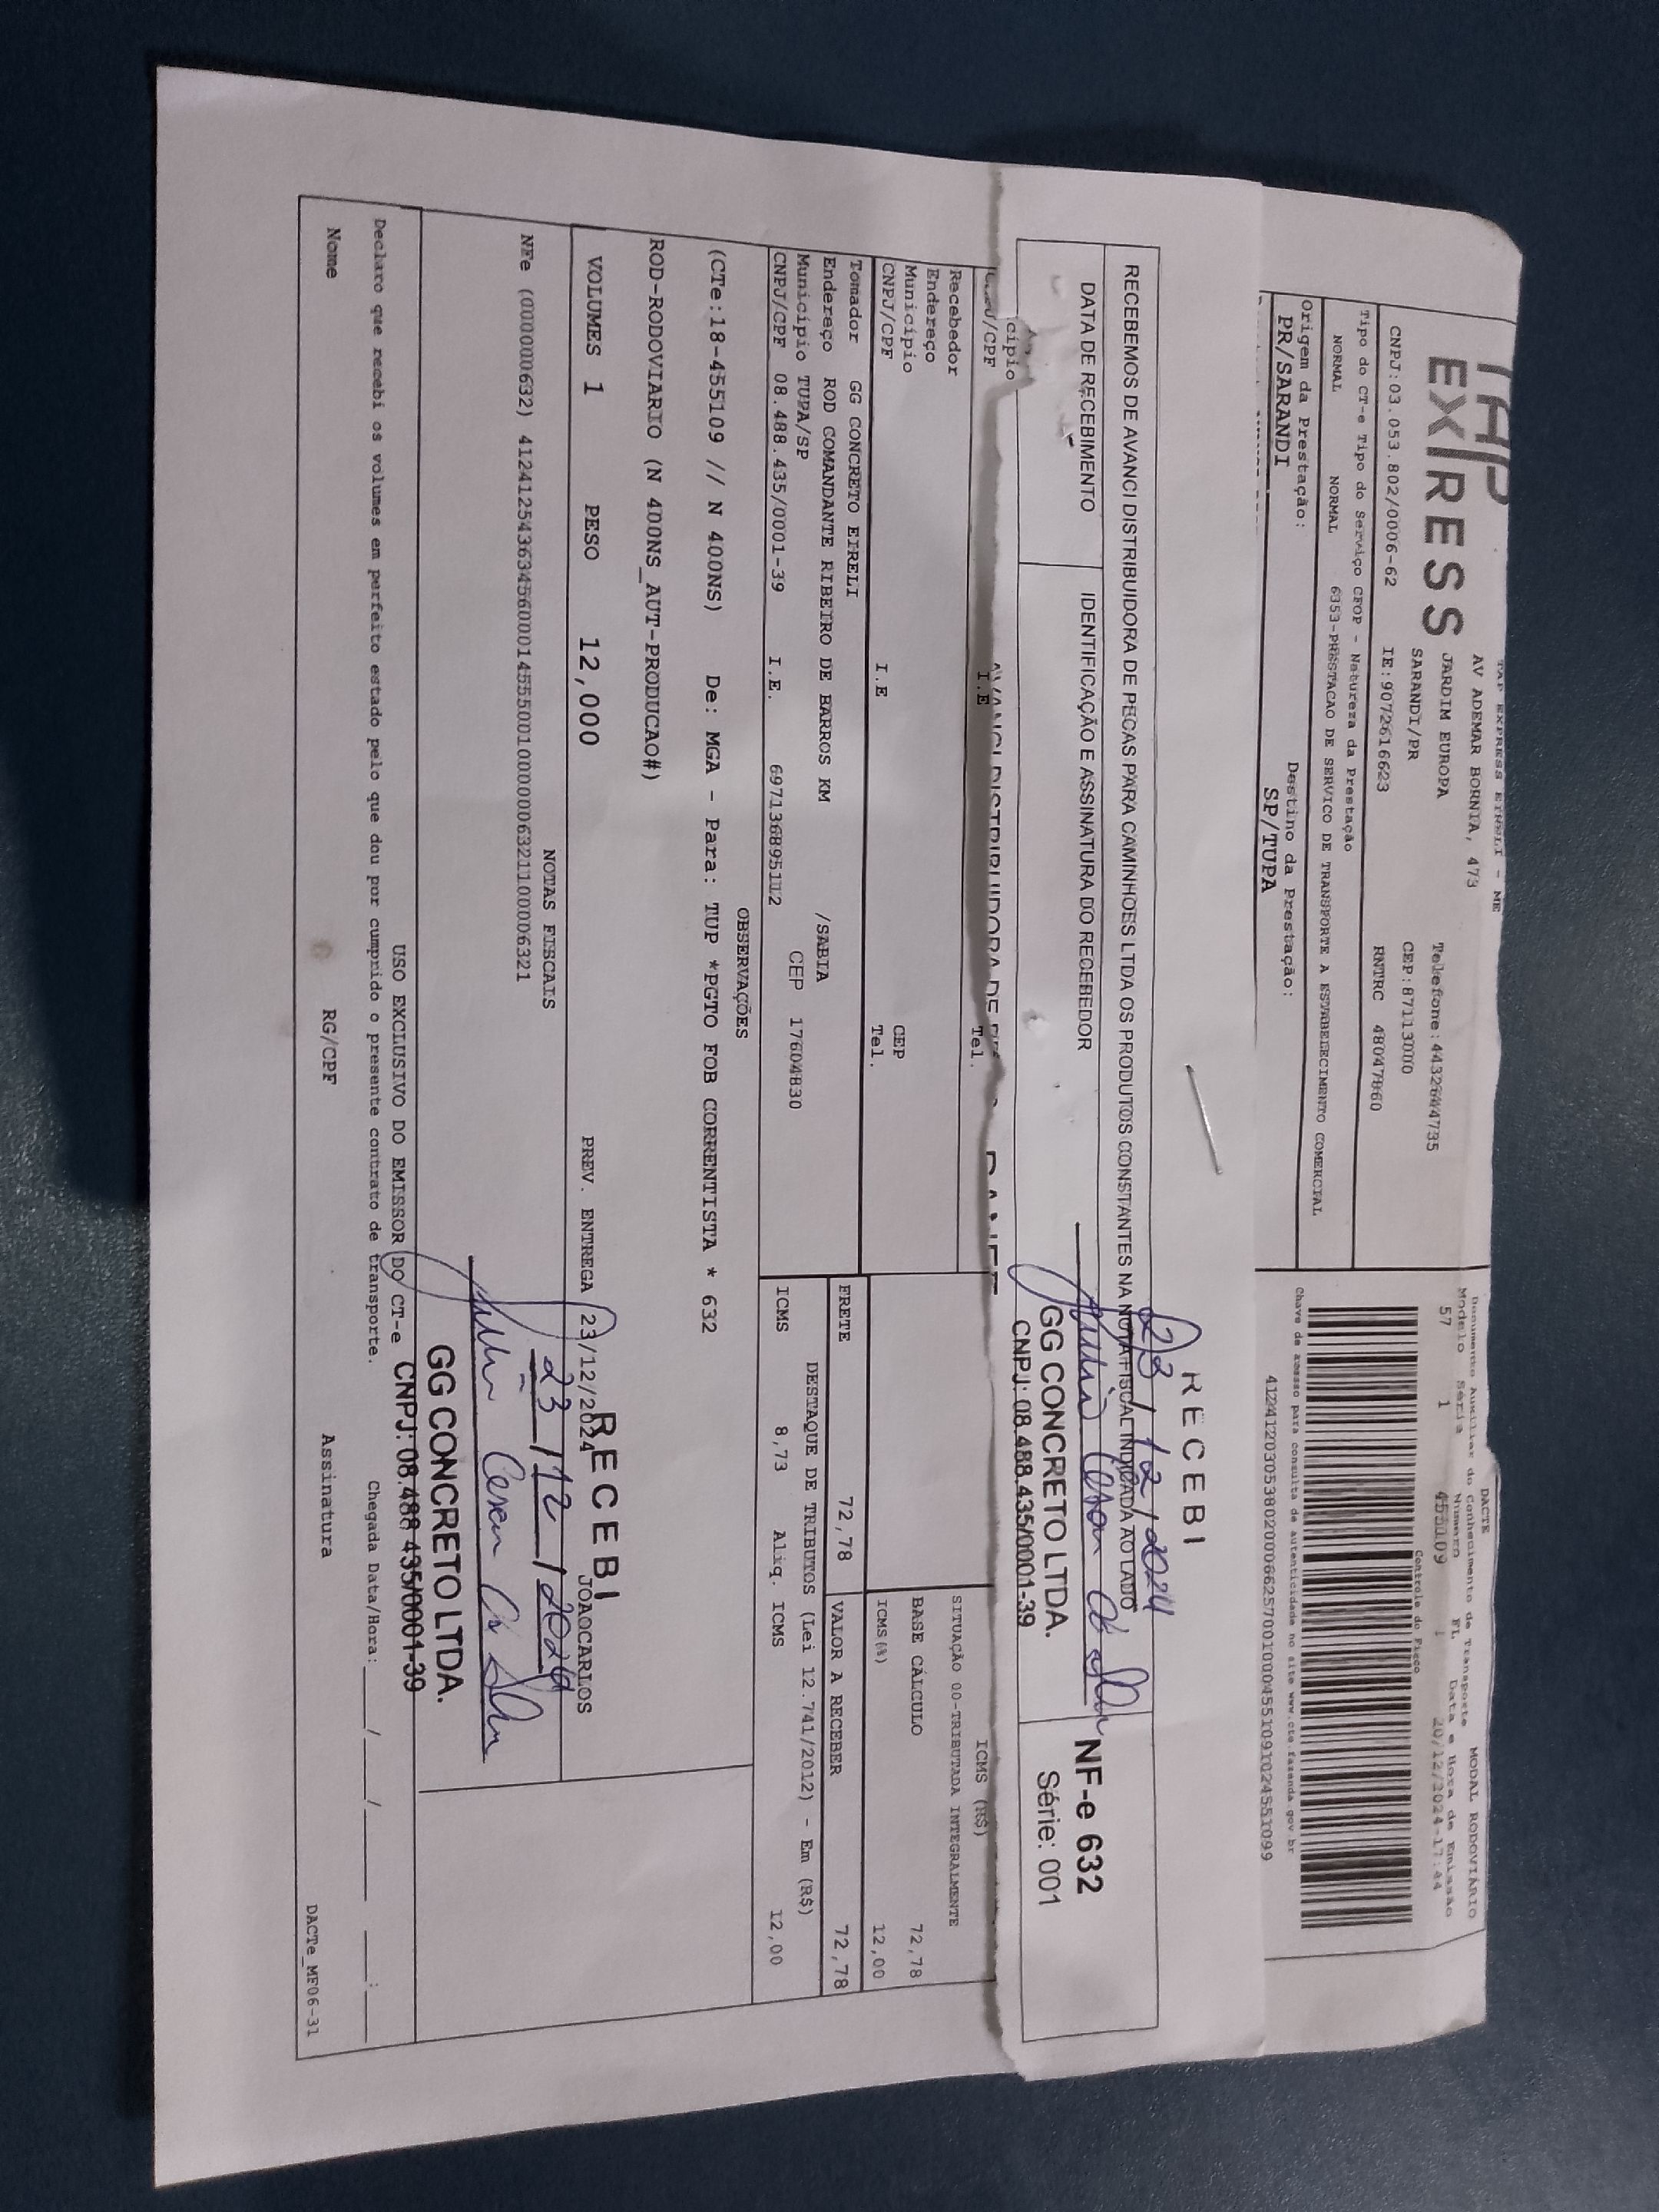 TAP EXPRESS EIRELI - ME
EXPRESS
AV ADEMAR BORNIA, 473
JARDIM EUROPA
Telefone:4432644735
SARANDI/PR
CEP:87113000
CNPJ:03.053.802/0006-62
IE:9072616623
RNTRC 48047860
Tipo do CT-e Tipo do Serviço CFOP - Natureza da Prestação
NORMAL NORMAL 6353-PRESTACAO DE SERVICO DE TRANSPORTE A ESTABELECIMENTO COMERCIAL
Origem da Prestação:
Destino da Prestação:
PR/SARANDI
SP/TUPA
DACTE
MODAL RODOVIÁRIO
Documento Auxiliar do Conhecimento de Transporte
Modelo Série Número FL Data e Hora de Emissão
57 1 455109 1 20/12/2024-17:44
Controle do Fisco
Chave de acesso para consulta de autenticidade no site www.cte.fazenda.gov.br
RECEBI
RECEBEMOS DE AVANCI DISTRIBUIDORA DE PECAS PARA CAMINHOES LTDA OS PRODUTOS CONSTANTES NA NOTA FISCAL INDICADA AO LADO
23/12/2024
DATA DE RECEBIMENTO
IDENTIFICAÇÃO E ASSINATURA DO RECEBEDOR
GG CONCRETO LTDA.
CNPJ: 08.488.435/0001-39
NF-e 632
Série: 001
I.E
Tel.
Recebedor
Endereço
Município
CEP
CNPJ/CPF
I.E
Tel.
ICMS (R$)
SITUAÇÃO 00-TRIBUTADA INTEGRALMENTE
BASE CÁLCULO 72,78
ICMS(%) 12,00
Tomador GG CONCRETO EIRELI
Endereço ROD COMANDANTE RIBEIRO DE BARROS KM /SABIA
Município TUPA/SP
CEP 17604830
CNPJ/CPF 08.488.435/0001-39
I.E. 697136895112
FRETE 72,78
VALOR A RECEBER 72,78
DESTAQUE DE TRIBUTOS (Lei 12.741/2012) - Em (R$)
ICMS 8,73 Aliq. ICMS 12,00
OBSERVAÇÕES
(CTe:18-455109 // N 400NS) De: MGA - Para: TUP *PGTO FOB CORRENTISTA * 632
ROD-RODOVIARIO (N 400NS_AUT-PRODUCAO#)
VOLUMES 1 PESO 12,000 PREV. ENTREGA 23/12/2024 JOAOCARLOS
RECEBI
23/12/2024
NOTAS FISCAIS
GG CONCRETO LTDA.
CNPJ: 08.488.435/0001-39
USO EXCLUSIVO DO EMISSOR DO CT-e
Declaro que recebi os volumes em perfeito estado pelo que dou por cumprido o presente contrato de transporte. Chegada Data/Hora:____/____/____ ___:___
Nome RG/CPF Assinatura
DACTe_MF06-31